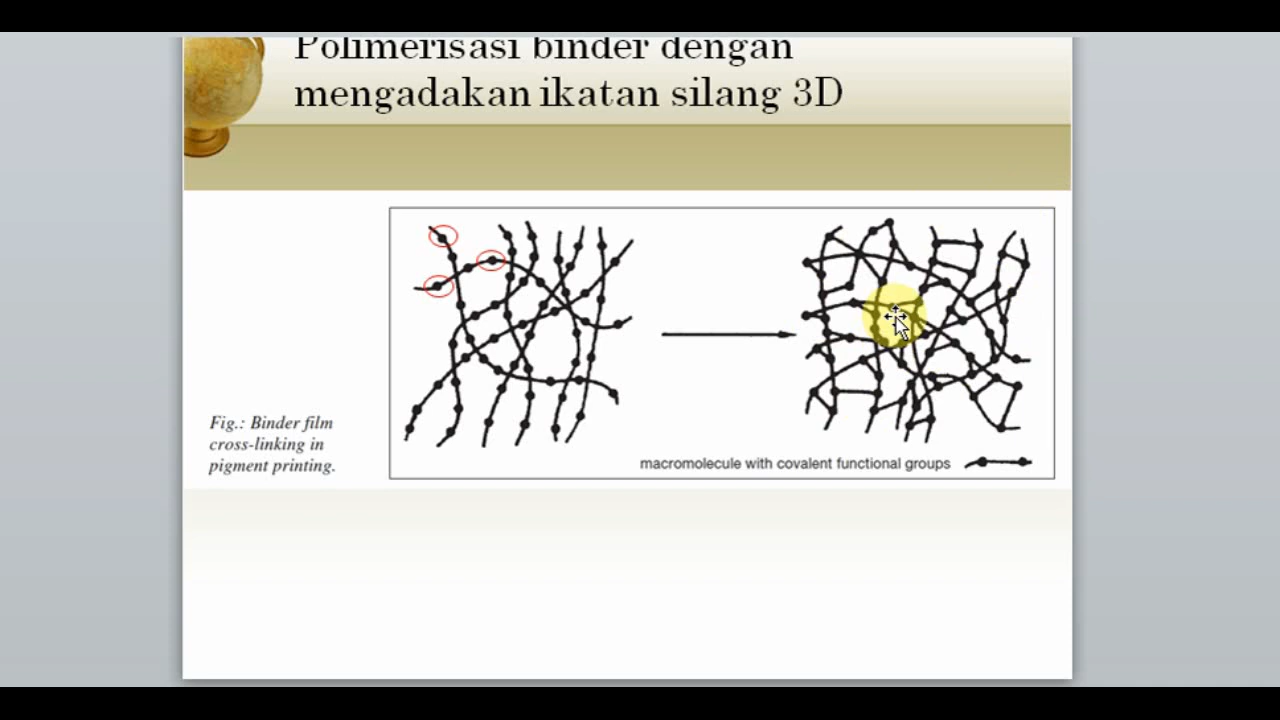 Polimerisasi binder dengan
mengadakan ikatan silang 3D
Fig.: Binder film
cross-linking in
pigment printing.
macromolecule with covalent functional groups